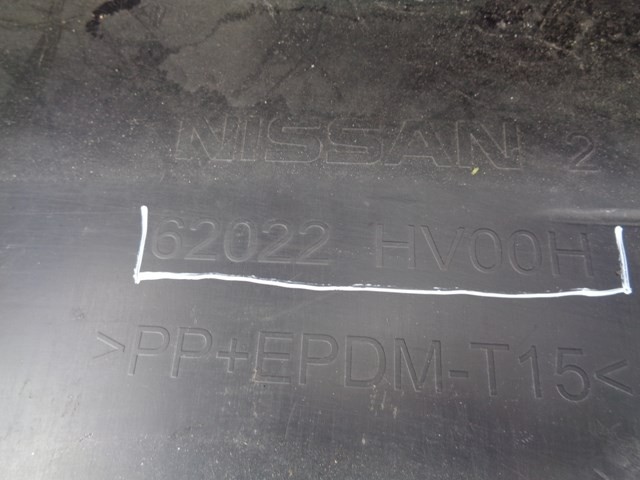 NISSAN 2
62022 HV00H
>PP+EPDM-T15<